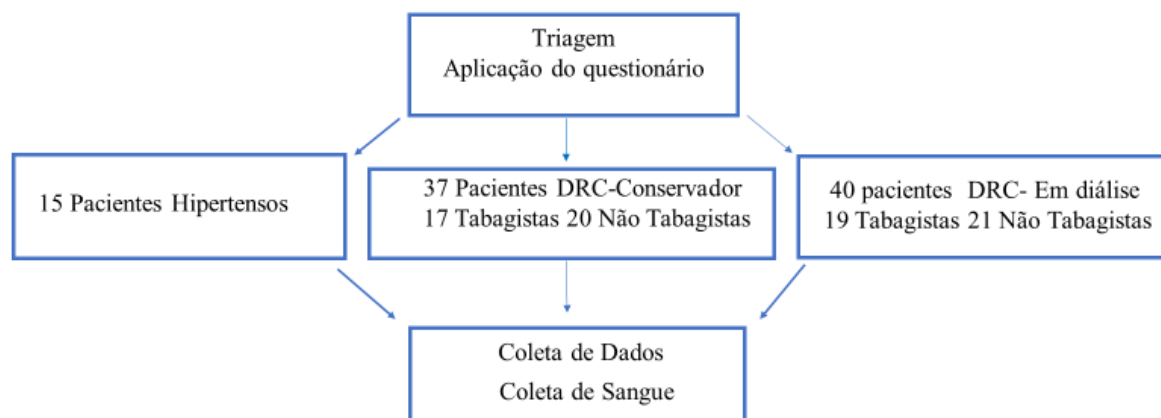 Triagem
Aplicação do questionário
15 Pacientes Hipertensos
37 Pacientes DRC-Conservador
17 Tabagistas 20 Não Tabagistas
40 pacientes DRC- Em diálise
19 Tabagistas 21 Não Tabagistas
Coleta de Dados
Coleta de Sangue